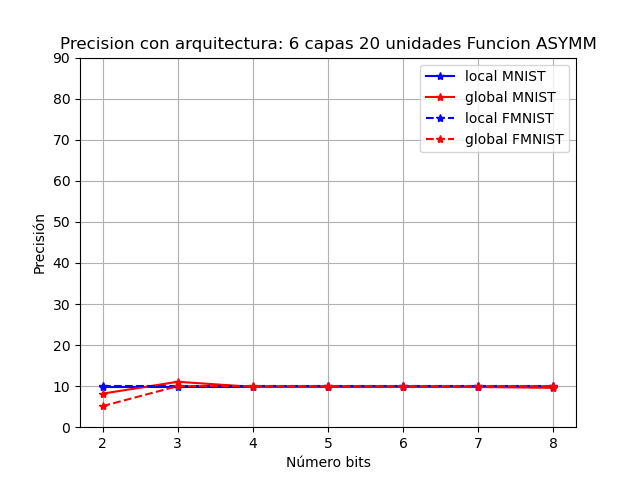 Precision con arquitectura: 6 capas 20 unidades Funcion ASYMM
90
80
70
60
50
40
30
20
10
0
Precisión
local MNIST
global MNIST
local FMNIST
global FMNIST
2 3 4 5 6 7 8
Número bits